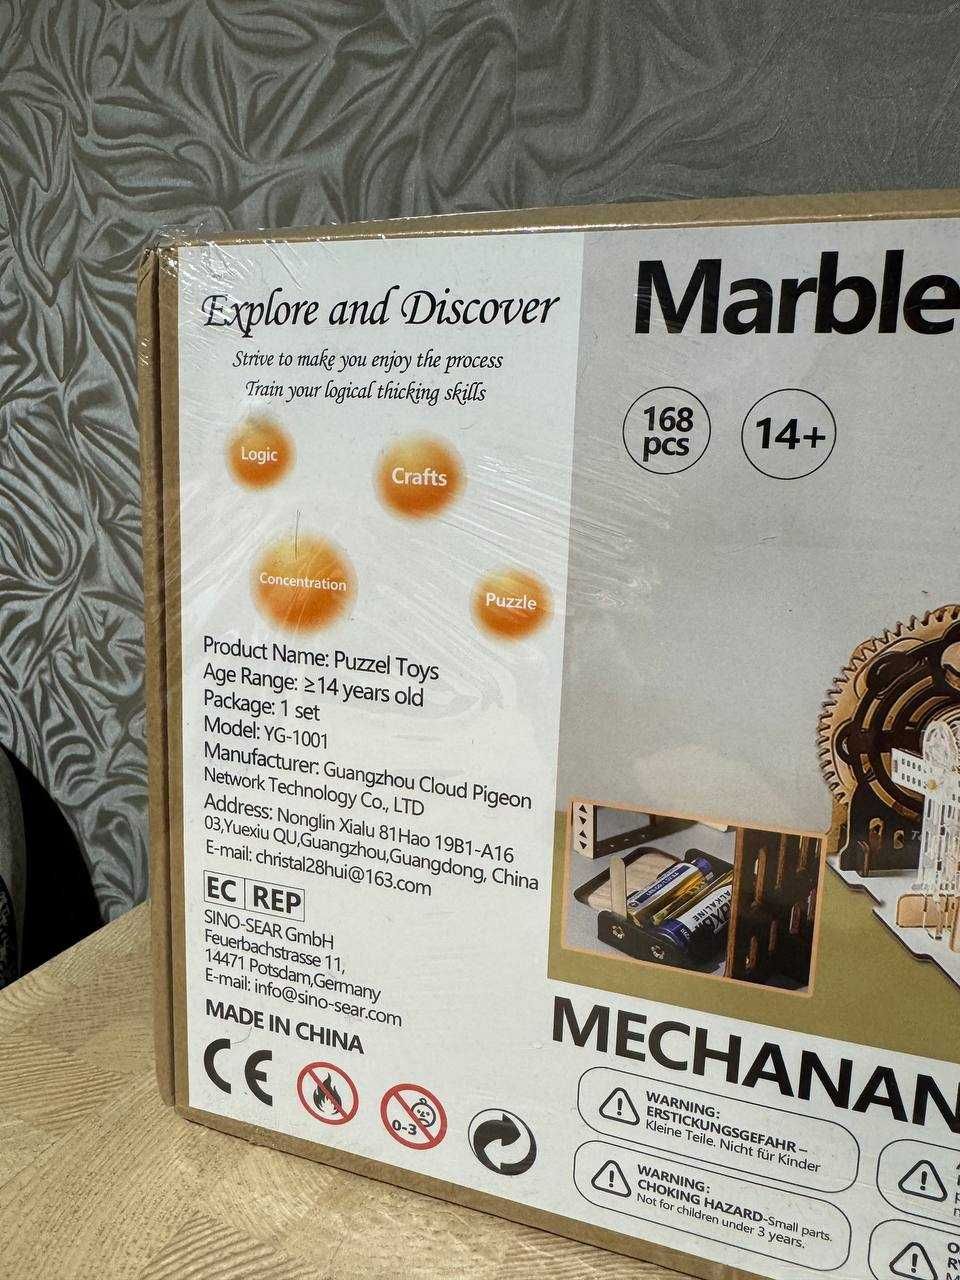 Explore and Discover
Strive to make you enjoy the process
Train your logical thicking skills
Logic
Crafts
Concentration
Puzzle
Product Name: Puzzel Toys
Age Range: ≥14 years old
Package: 1 set
Model: YG-1001
Manufacturer: Guangzhou Cloud Pigeon
Network Technology Co., LTD
Address: Nonglin Xialu 81Hao 19B1-A16
03,Yuexiu QU,Guangzhou,Guangdong, China
E-mail: christal28hui@163.com
EC REP
SINO-SEAR GmbH
Feuerbachstrasse 11,
14471 Potsdam,Germany
E-mail: info@sino-sear.com
MADE IN CHINA
CE
0-3
Marble
168
pcs
14+
MECHANAN
WARNING:
ERSTICKUNGSGEFAHR –
Kleine Teile. Nicht für Kinder
WARNING:
CHOKING HAZARD-Small parts.
Not for children under 3 years.